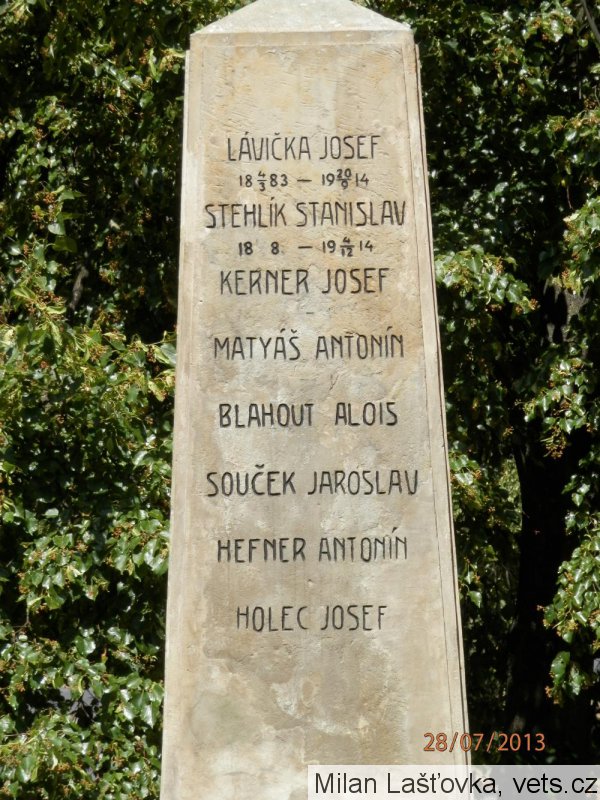 LÁVIČKA JOSEF
18 4/3 83 – 19 20/9 14
STEHLÍK STANISLAV
18 8. – 19 4/12 14
KERNER JOSEF
-
MATYÁŠ ANTONÍN
BLAHOUT ALOIS
SOUČEK JAROSLAV
HEFNER ANTONÍN
HOLEC JOSEF
28/07/2013
Milan Lašťovka, vets.cz